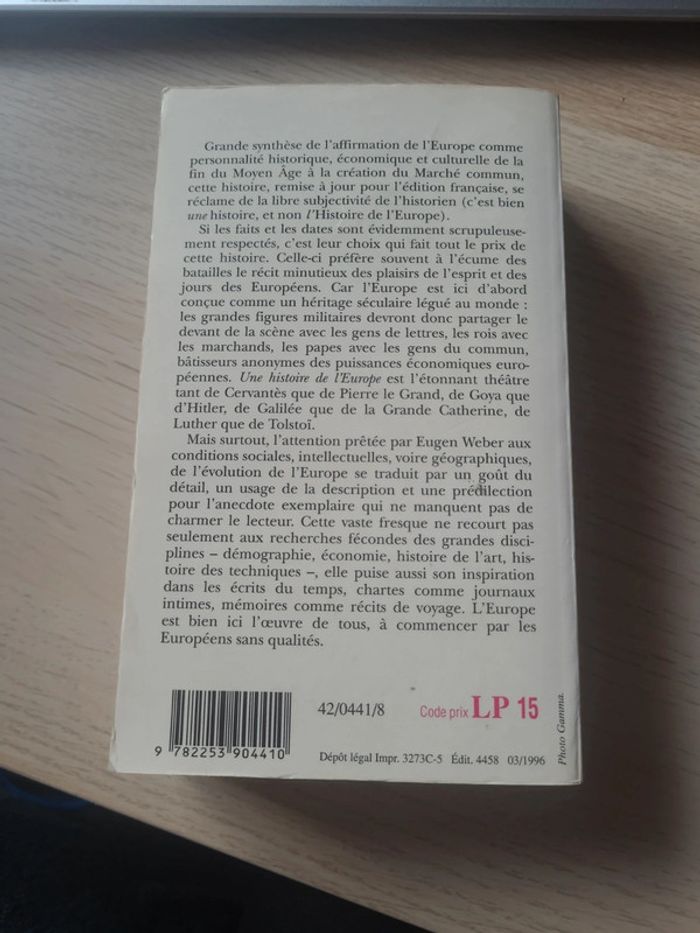 Grande synthèse de l'affirmation de l'Europe comme
personnalité historique, économique et culturelle de la
fin du Moyen Âge à la création du Marché commun,
cette histoire, remise à jour pour l'édition française, se
réclame de la libre subjectivité de l'historien (c'est bien
une histoire, et non l'Histoire de l'Europe).
Si les faits et les dates sont évidemment scrupuleuse-
ment respectés, c'est leur choix qui fait tout le prix de
cette histoire. Celle-ci préfère souvent à l'écume des
batailles le récit minutieux des plaisirs de l'esprit et des
jours des Européens. Car l'Europe est ici d'abord
conçue comme un héritage séculaire légué au monde :
les grandes figures militaires devront donc partager le
devant de la scène avec les gens de lettres, les rois avec
les marchands, les papes avec les gens du commun,
bâtisseurs anonymes des puissances économiques euro-
péennes. Une histoire de l'Europe est l'étonnant théâtre
tant de Cervantès que de Pierre le Grand, de Goya que
d'Hitler, de Galilée que de la Grande Catherine, de
Luther que de Tolstoï.
Mais surtout, l'attention prêtée par Eugen Weber aux
conditions sociales, intellectuelles, voire géographiques,
de l'évolution de l'Europe se traduit par un goût du
détail, un usage de la description et une prédilection
pour l'anecdote exemplaire qui ne manquent pas de
charmer le lecteur. Cette vaste fresque ne recourt pas
seulement aux recherches fécondes des grandes disci-
plines – démographie, économie, histoire de l'art, his-
toire des techniques –, elle puise aussi son inspiration
dans les écrits du temps, chartes comme journaux
intimes, mémoires comme récits de voyage. L'Europe
est bien ici l'œuvre de tous, à commencer par les
Européens sans qualités.
42/0441/8 Code prix LP 15
9 782253 904410
Dépôt légal Impr. 3273C-5 Édit. 4458 03/1996
Photo Gamma.